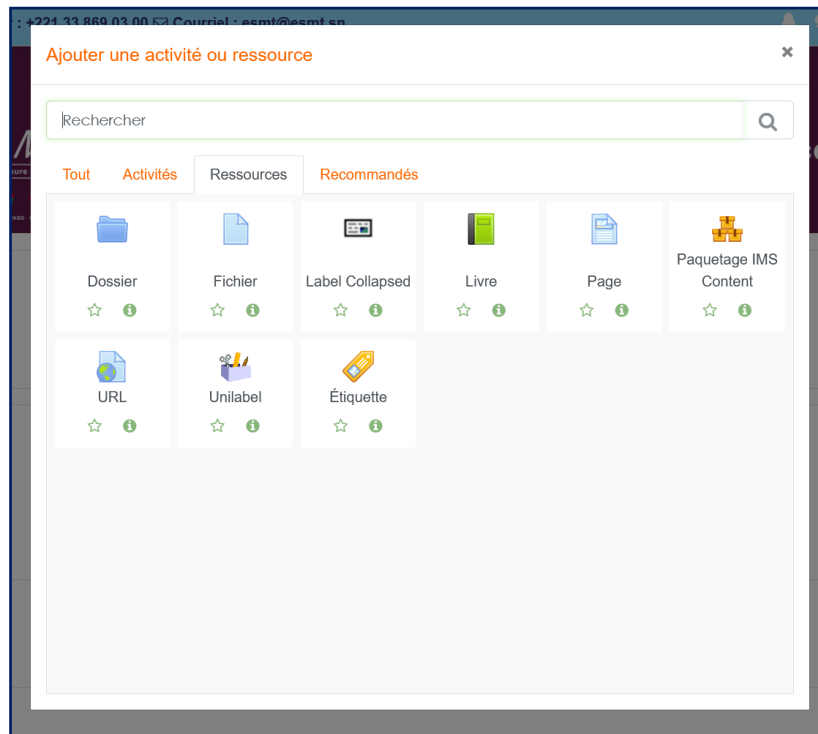 : +221 33 869 03 00 Courriel : esmt@esmt.sn
Ajouter une activité ou ressource
×
Rechercher
Tout Activités Ressources Recommandés
Dossier Fichier Label Collapsed Livre Page Paquetage IMS Content
URL Unilabel Étiquette